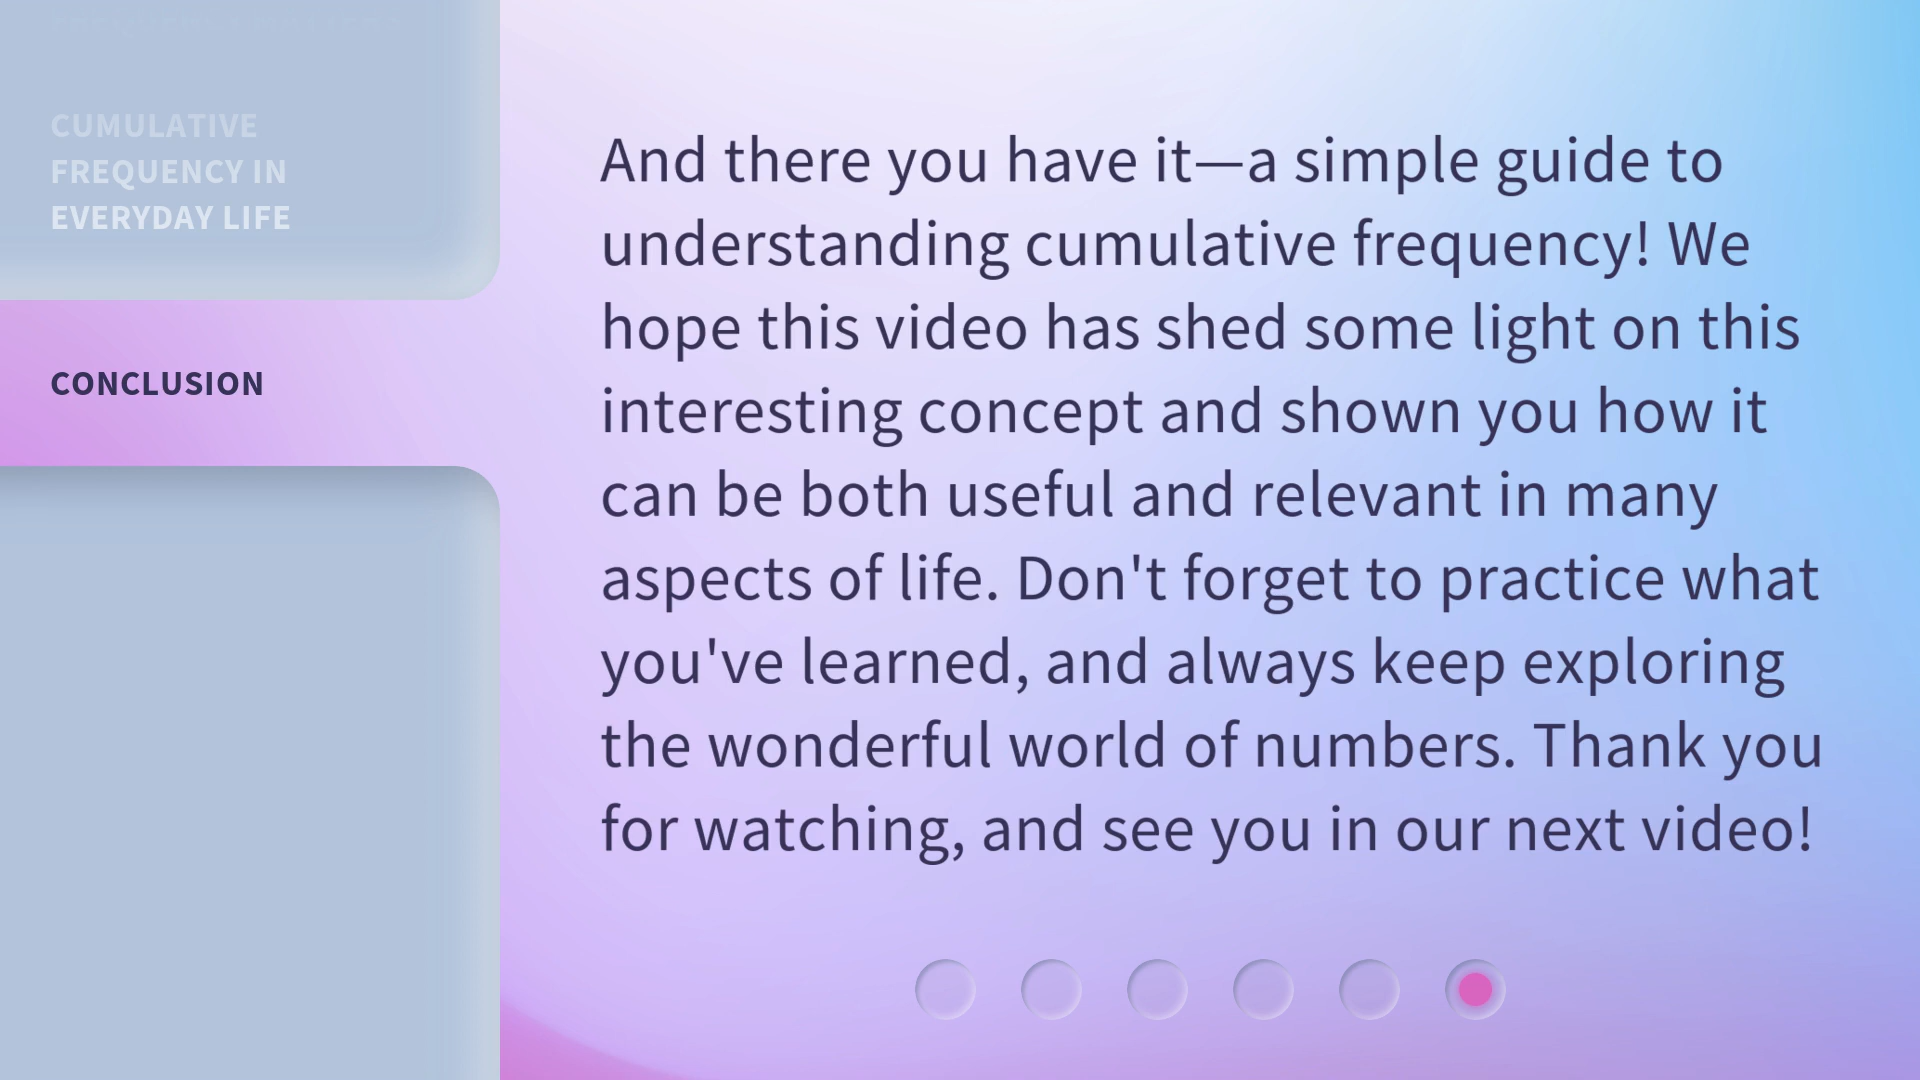 CUMULATIVE
FREQUENCY IN
EVERYDAY LIFE
CONCLUSION
And there you have it—a simple guide to
understanding cumulative frequency! We
hope this video has shed some light on this
interesting concept and shown you how it
can be both useful and relevant in many
aspects of life. Don't forget to practice what
you've learned, and always keep exploring
the wonderful world of numbers. Thank you
for watching, and see you in our next video!